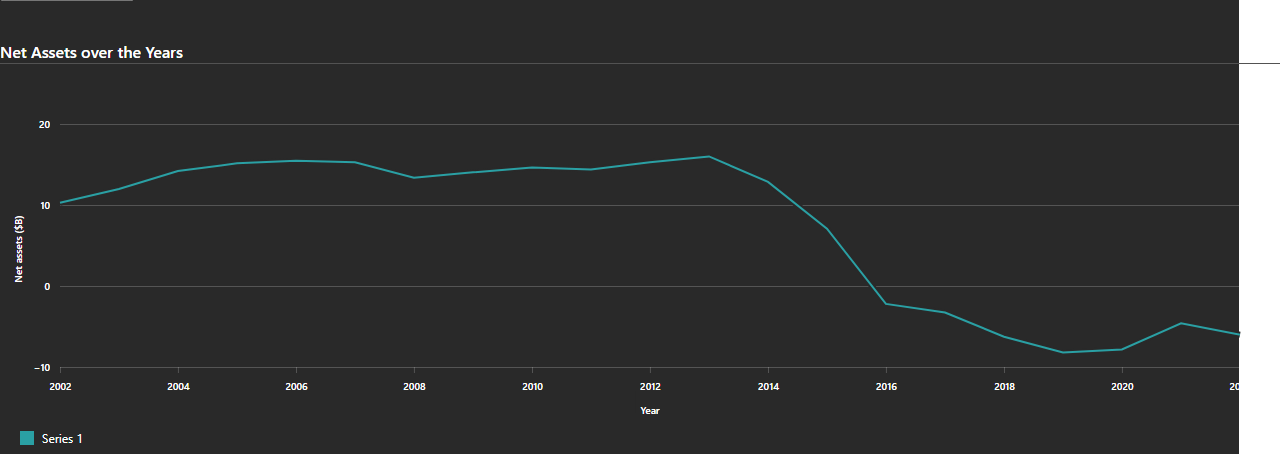 Net Assets over the Years
20
10
Net assets ($B)
0
−10
2002 2004 2006 2008 2010 2012 2014 2016 2018 2020
Year
Series 1